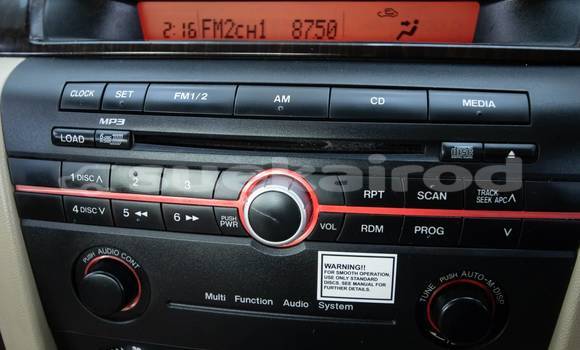 2:16 FM2CH1 8750
CLOCK SET FM1/2 AM CD MEDIA
MP3
LOAD
1 DISC ∧ 2 3 RPT SCAN TRACK SEEK APC ∧
4 DISC ∨ 5 ◄◄ 6 ►► PUSH PWR VOL RDM PROG ∨
suqkairod
PUSH AUDIO CONT
WARNING!!
FOR SMOOTH OPERATION,
USE ONLY STANDARD
DISCS. SEE MANUAL FOR
FURTHER DETAILS.
TUNE PUSH AUTO-M·DISP
Multi Function Audio System